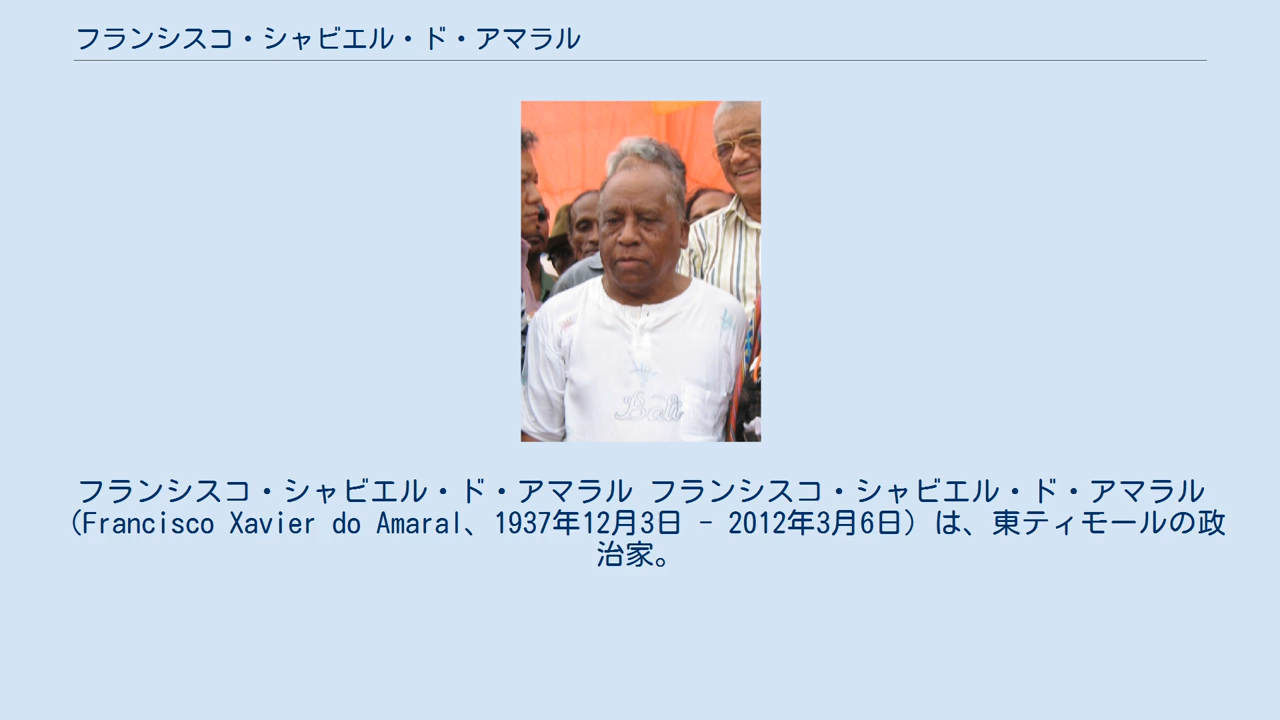 フランシスコ・シャビエル・ド・アマラル
Bali
フランシスコ・シャビエル・ド・アマラル フランシスコ・シャビエル・ド・アマラル
(Francisco Xavier do Amaral、1937年12月3日 - 2012年3月6日) は、東ティモールの政
治家。